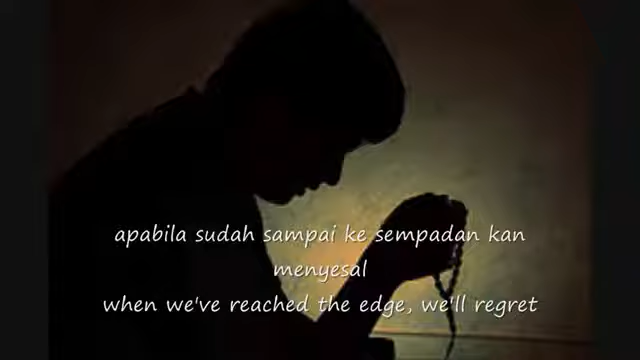 apabila sudah sampai ke sempadan kan
menyesal
when we've reached the edge, we'll regret